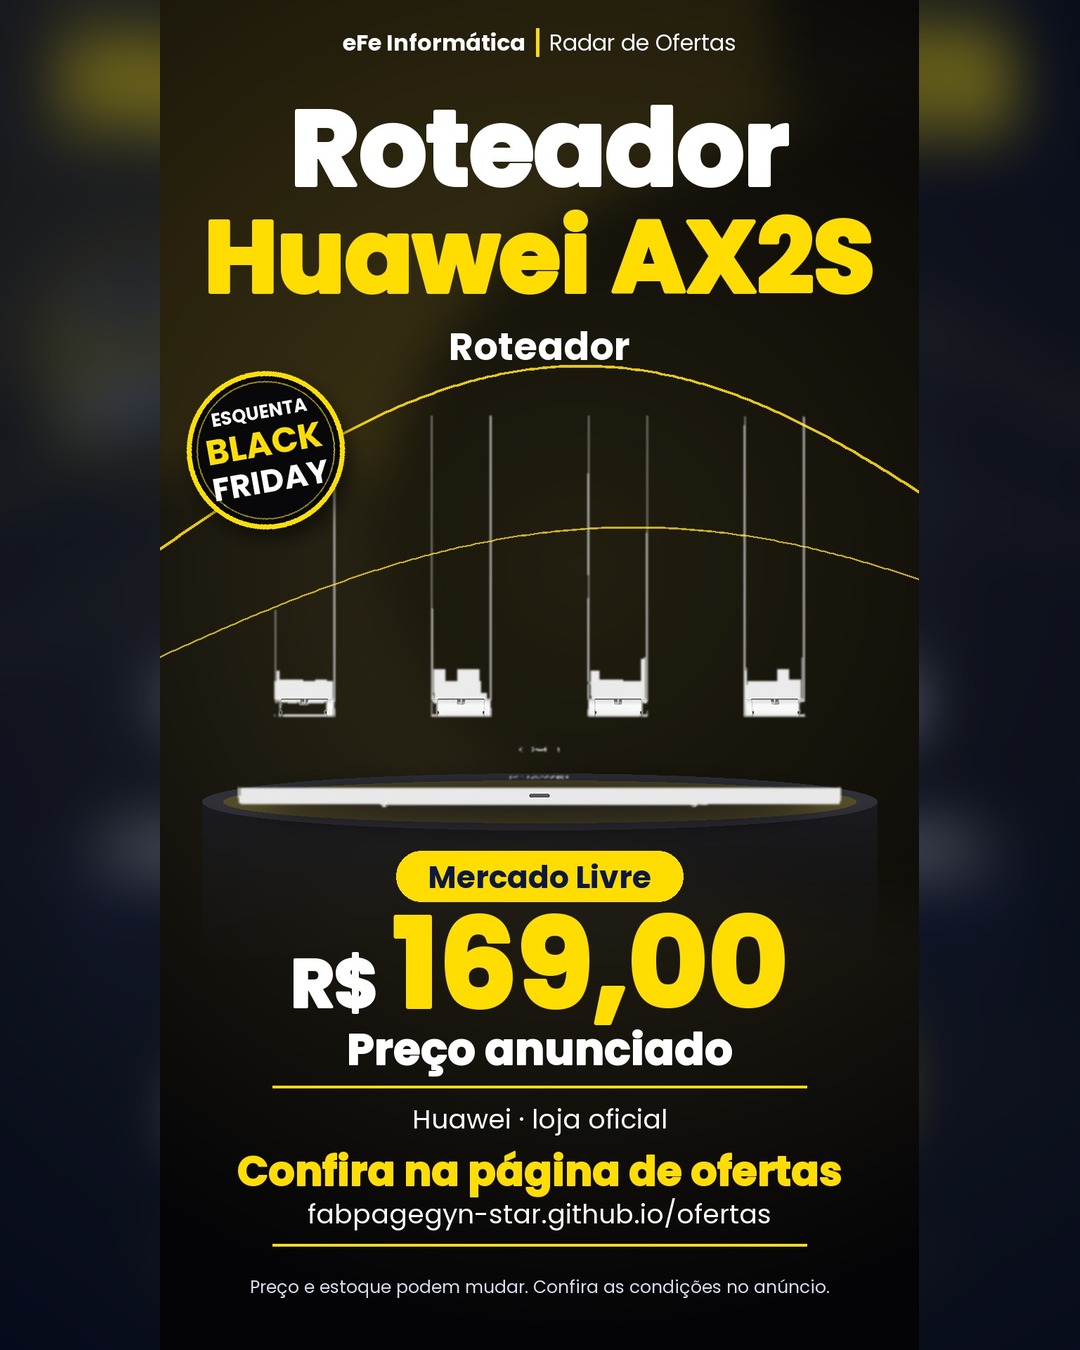 eFe Informática | Radar de Ofertas
Roteador
Huawei AX2S
Roteador
ESQUENTA
BLACK
FRIDAY
Mercado Livre
R$ 169,00
Preço anunciado
Huawei · loja oficial
Confira na página de ofertas
fabpagegyn-star.github.io/ofertas
Preço e estoque podem mudar. Confira as condições no anúncio.